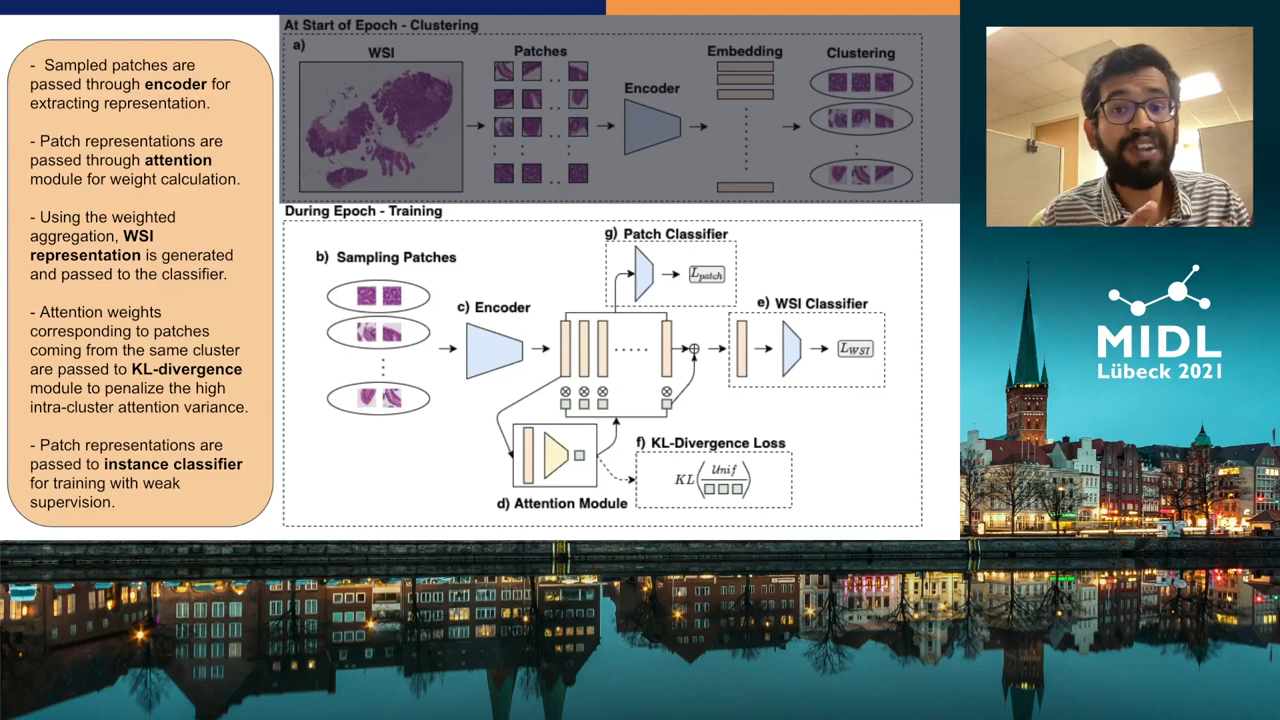 - Sampled patches are
passed through encoder for
extracting representation.
- Patch representations are
passed through attention
module for weight calculation.
- Using the weighted
aggregation, WSI
representation is generated
and passed to the classifier.
- Attention weights
corresponding to patches
coming from the same cluster
are passed to KL-divergence
module to penalize the high
intra-cluster attention variance.
- Patch representations are
passed to instance classifier
for training with weak
supervision.
At Start of Epoch - Clustering
a)
WSI
Patches
Encoder
Embedding
Clustering
During Epoch - Training
b) Sampling Patches
c) Encoder
g) Patch Classifier
L_patch
e) WSI Classifier
L_WSI
d) Attention Module
f) KL-Divergence Loss
KL
Unif
MIDL
Lübeck 2021